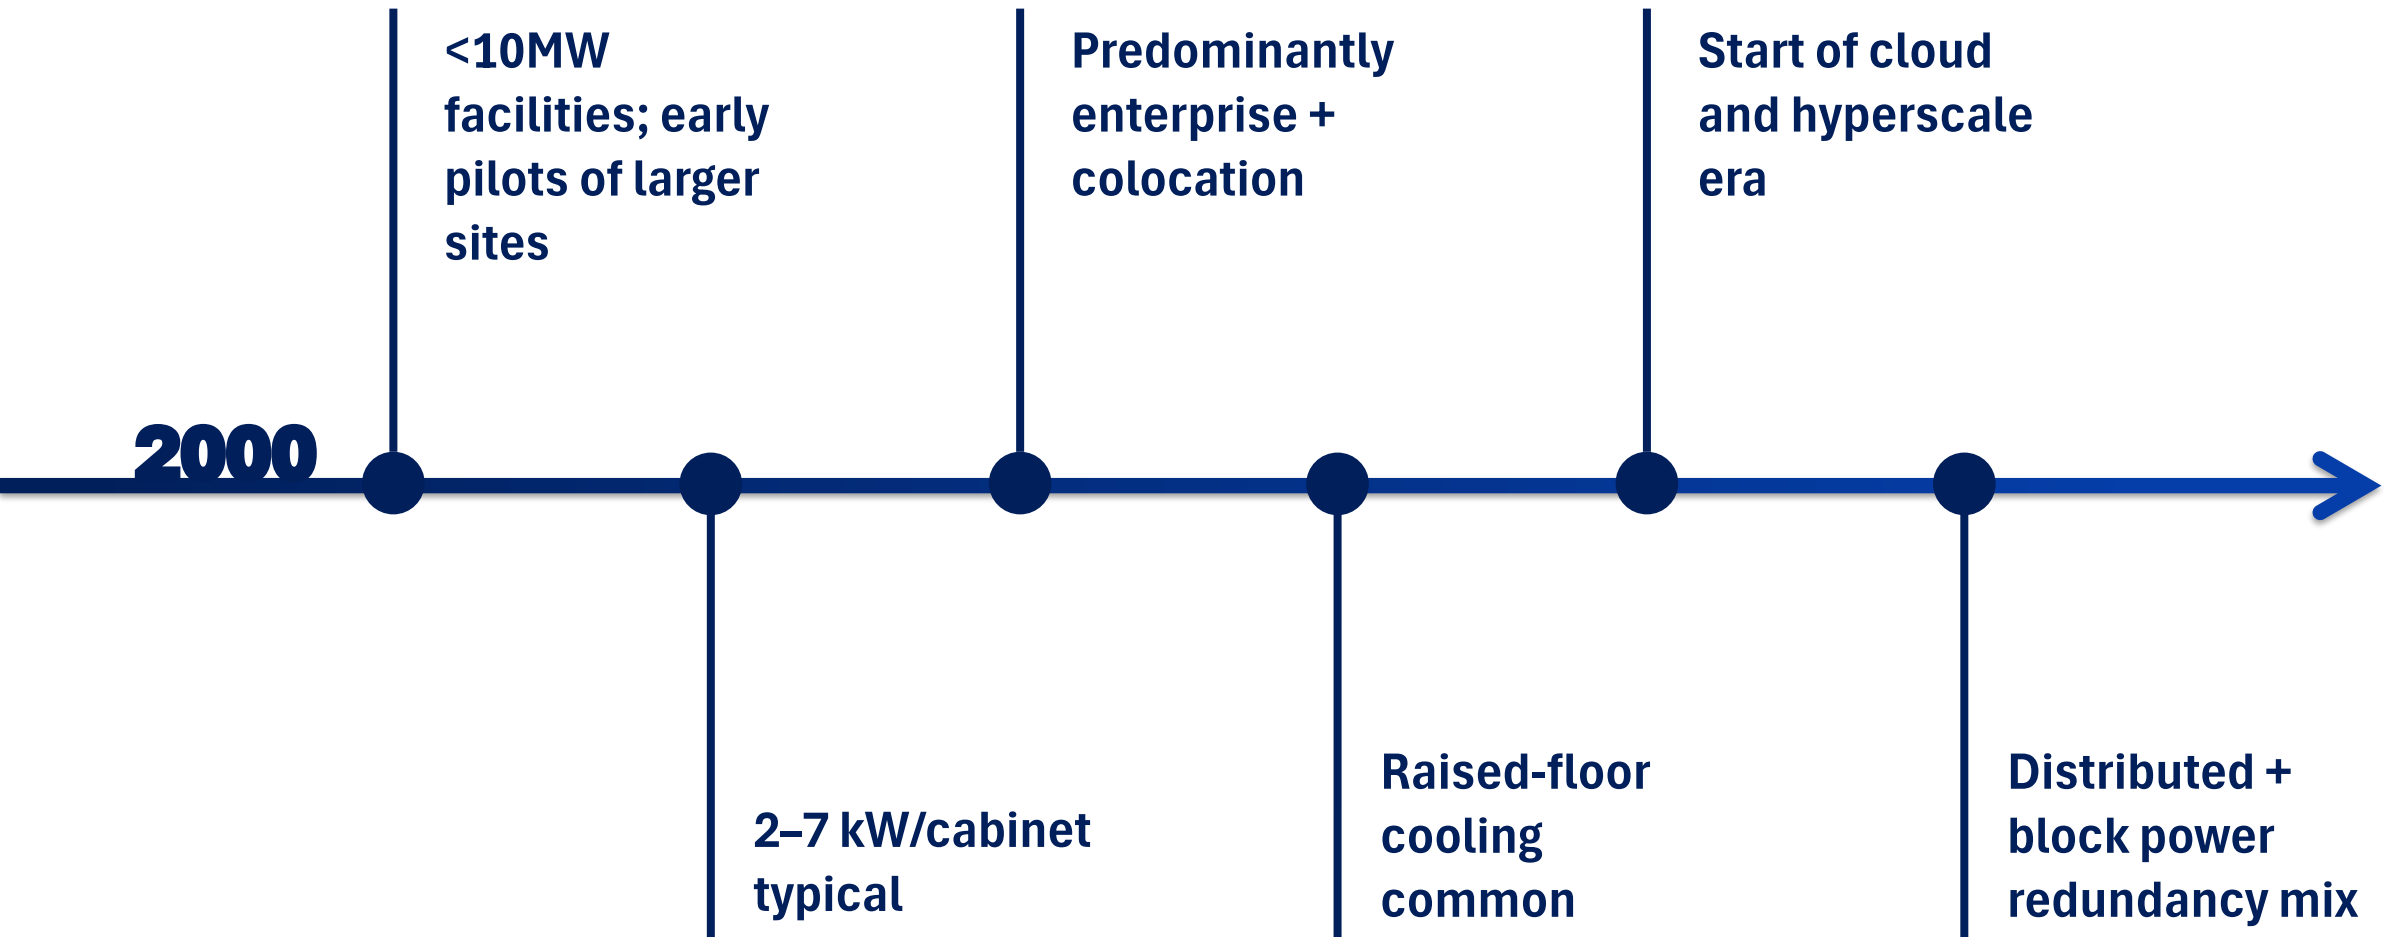 <10MW
facilities; early
pilots of larger
sites
Predominantly
enterprise +
colocation
Start of cloud
and hyperscale
era
2000
2–7 kW/cabinet
typical
Raised-floor
cooling
common
Distributed +
block power
redundancy mix